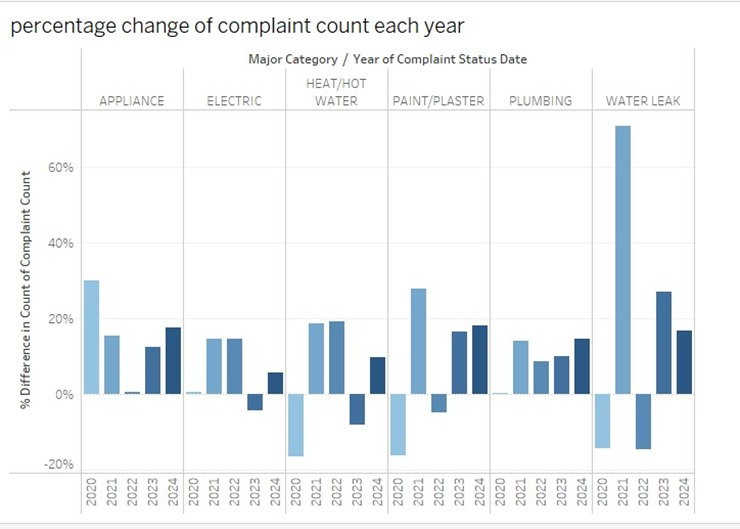 percentage change of complaint count each year
Major Category / Year of Complaint Status Date
APPLIANCE
ELECTRIC
HEAT/HOT
WATER
PAINT/PLASTER
PLUMBING
WATER LEAK
% Difference in Count of Complaint Count
60%
40%
20%
0%
-20%
2020 2021 2022 2023 2024 2020 2021 2022 2023 2024 2020 2021 2022 2023 2024 2020 2021 2022 2023 2024 2020 2021 2022 2023 2024 2020 2021 2022 2023 2024